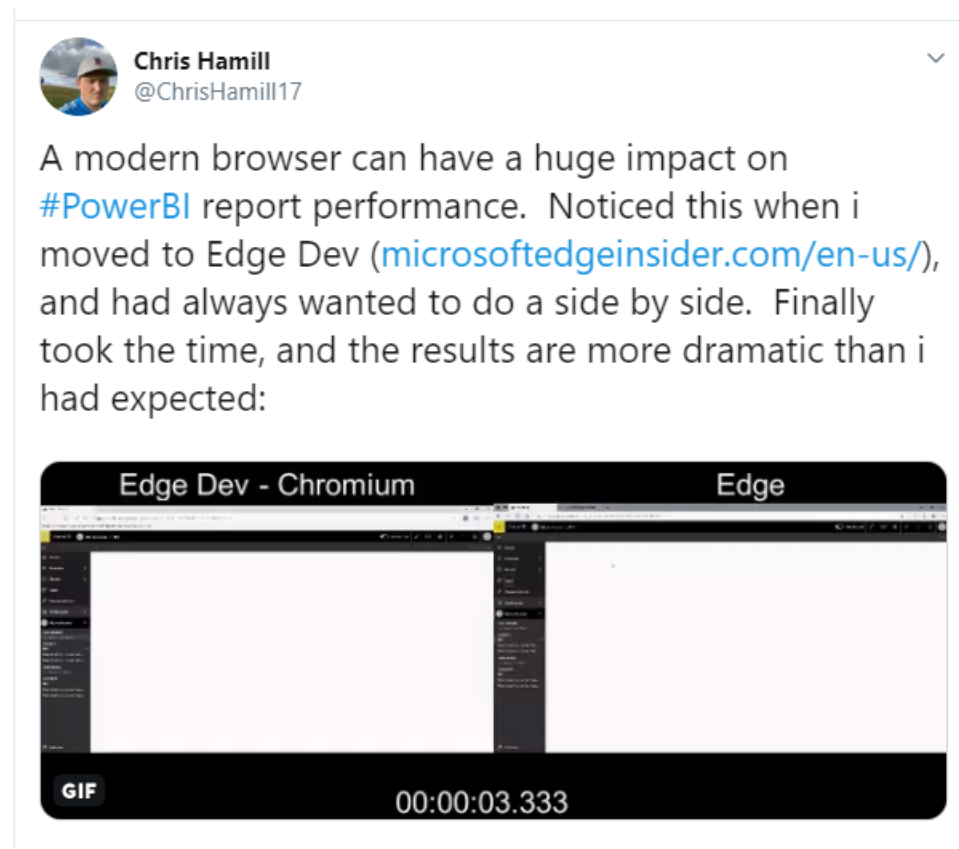 Chris Hamill
@ChrisHamill17
A modern browser can have a huge impact on
#PowerBI report performance.  Noticed this when i
moved to Edge Dev (microsoftedgeinsider.com/en-us/),
and had always wanted to do a side by side.  Finally
took the time, and the results are more dramatic than i
had expected:
Edge Dev - Chromium
Edge
GIF
00:00:03.333